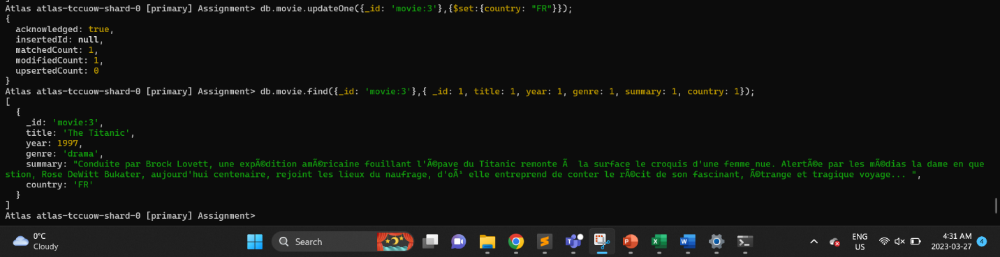 Atlas atlas-tccuow-shard-0 [primary] Assignment> db.movie.updateOne({_id: 'movie:3'},{$set:{country: "FR"}});
{
  acknowledged: true,
  insertedId: null,
  matchedCount: 1,
  modifiedCount: 1,
  upsertedCount: 0
}
Atlas atlas-tccuow-shard-0 [primary] Assignment> db.movie.find({_id: 'movie:3'},{ _id: 1, title: 1, year: 1, genre: 1, summary: 1, country: 1});
[
  {
    _id: 'movie:3',
    title: 'The Titanic',
    year: 1997,
    genre: 'drama',
    summary: "Conduite par Brock Lovett, une expÃ©dition amÃ©ricaine fouillant l'Ã©pave du Titanic remonte Ã  la surface le croquis d'une femme nue. AlertÃ©e par les mÃ©dias la dame en que
stion, Rose DeWitt Bukater, aujourd'hui centenaire, rejoint les lieux du naufrage, d'oÃ¹ elle entreprend de conter le rÃ©cit de son fascinant, Ã©trange et tragique voyage... ",
    country: 'FR'
  }
]
Atlas atlas-tccuow-shard-0 [primary] Assignment>
0°C
Cloudy
Search
ENG
US
4:31 AM
2023-03-27
4